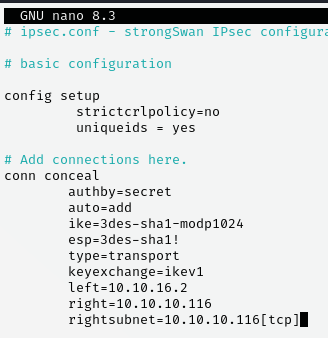 GNU nano 8.3
# ipsec.conf - strongSwan IPsec
# basic configuration
config setup
strictcrlpolicy=no
uniqueids = yes
# Add connections here.
conn conceal
authby=secret
auto=add
ike=3des-sha1-modp1024
esp=3des-sha1!
type=transport
keyexchange=ikev1
left=10.10.16.2
right=10.10.10.116
rightsubnet=10.10.10.116[tcp]